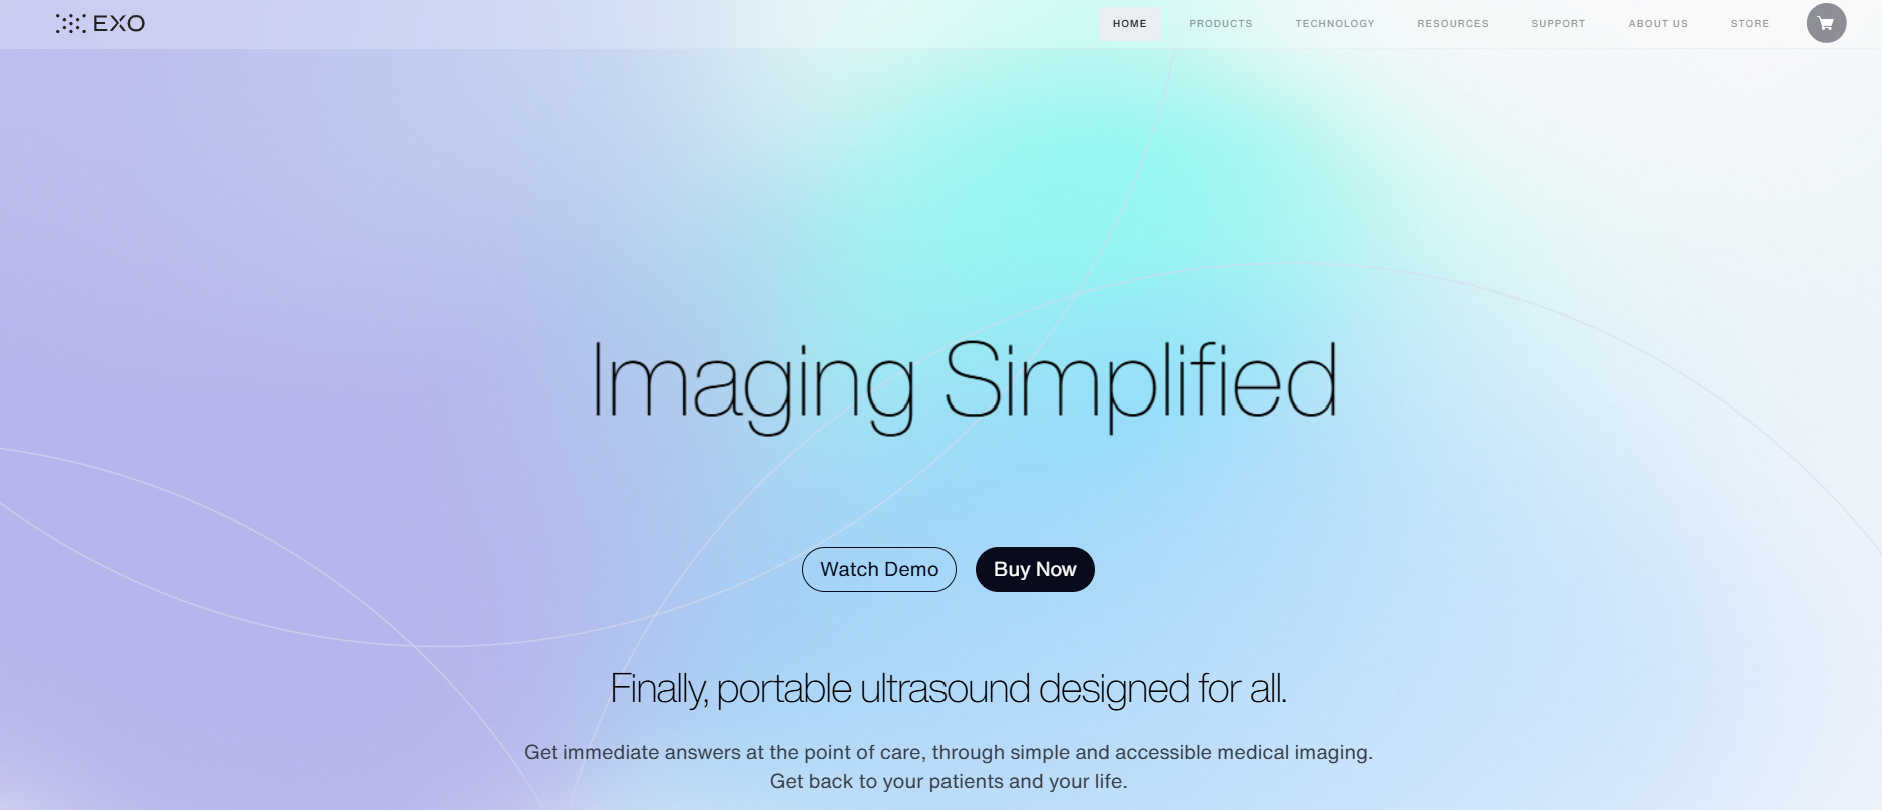 EXO
HOME PRODUCTS TECHNOLOGY RESOURCES SUPPORT ABOUT US STORE
Imaging Simplified
Watch Demo Buy Now
Finally, portable ultrasound designed for all.
Get immediate answers at the point of care, through simple and accessible medical imaging.
Get back to your patients and your life.